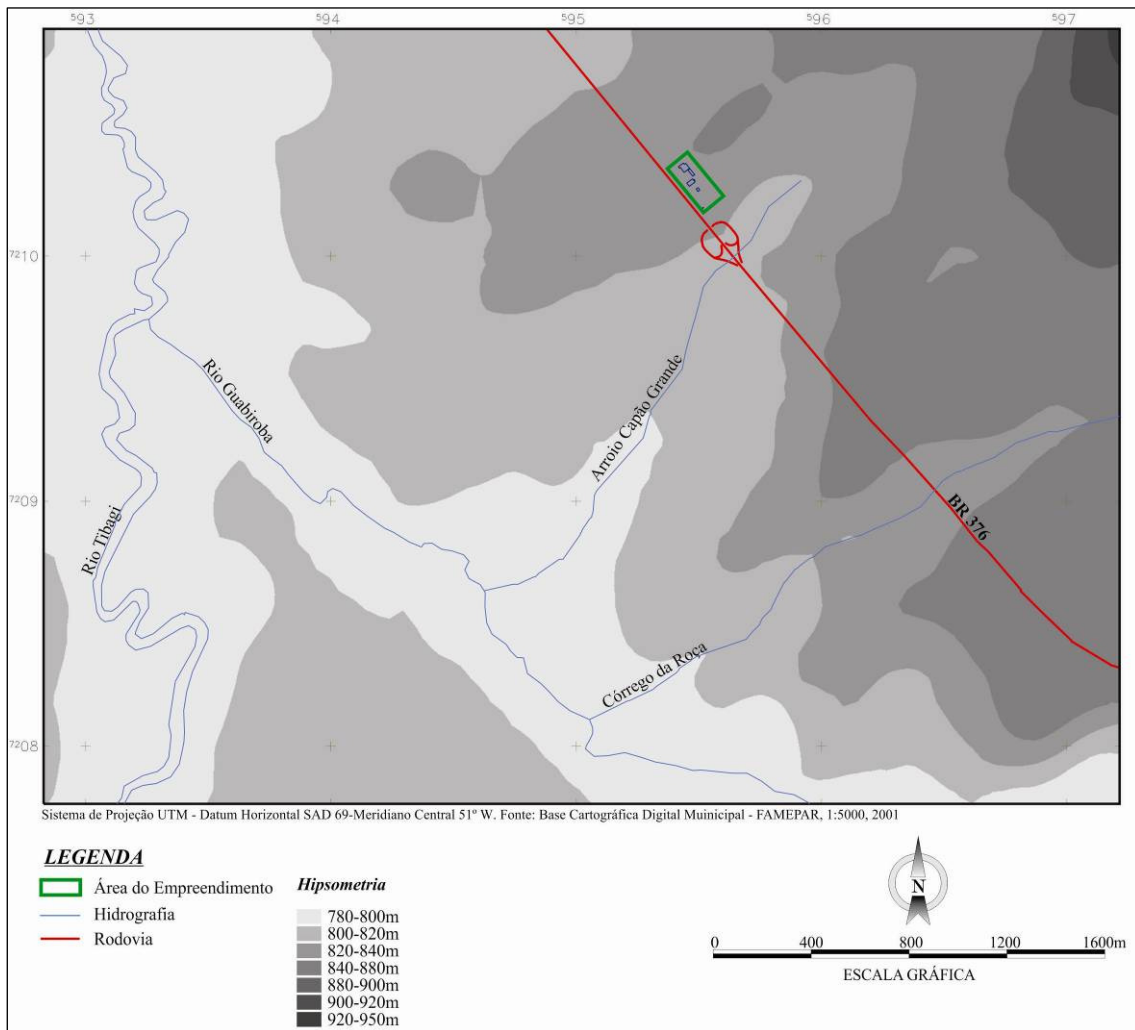 593 594 595 596 597
7210
7209
7208
Rio Guabiroba
Arroio Capão Grande
Rio Tibagi
BR 376
Córrego da Roça
Sistema de Projeção UTM - Datum Horizontal SAD 69-Meridiano Central 51º W. Fonte: Base Cartográfica Digital Muinicipal - FAMEPAR, 1:5000, 2001
LEGENDA
Área do Empreendimento
Hidrografia
Rodovia
Hipsometria
780-800m
800-820m
820-840m
840-880m
880-900m
900-920m
920-950m
N
0 400 800 1200 1600m
ESCALA GRÁFICA